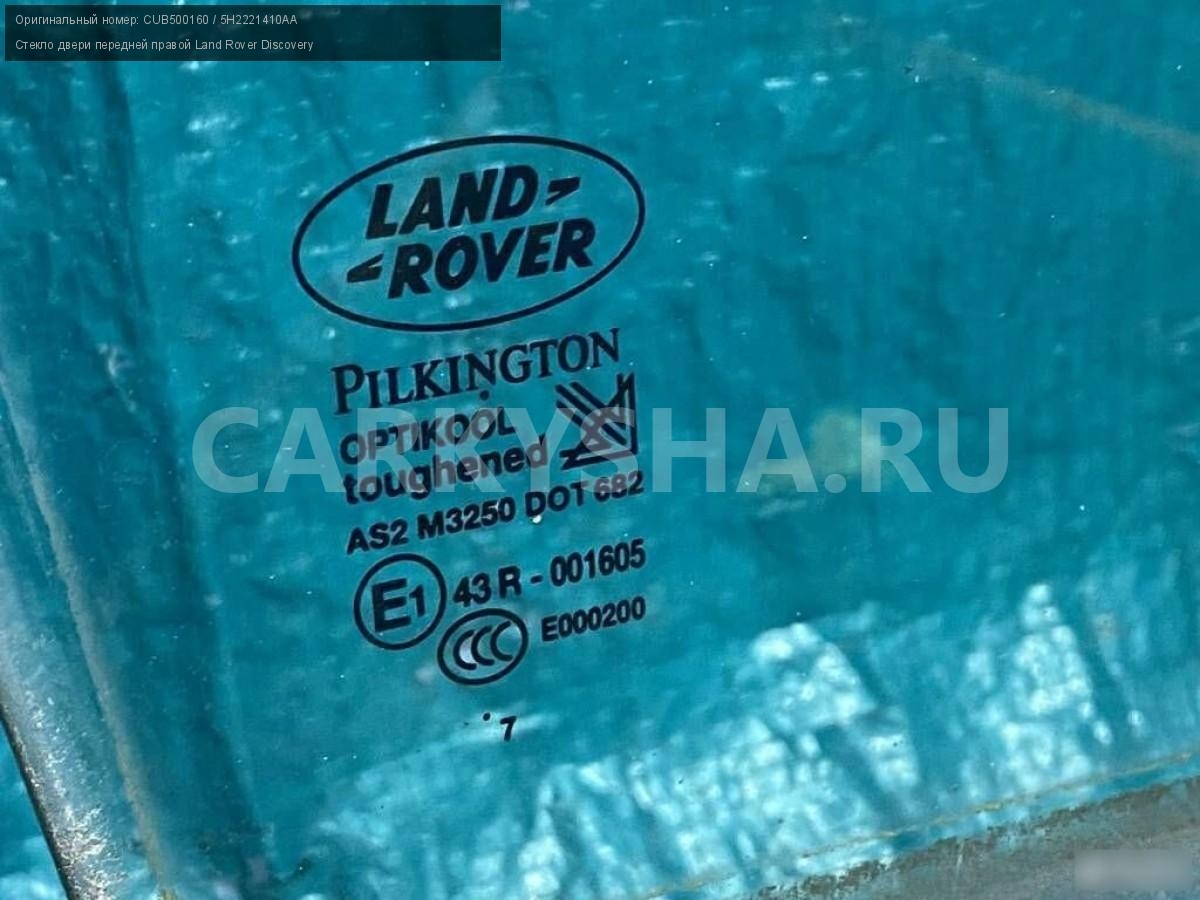 Оригинальный номер: CUB500160 / 5H2221410AA
Стекло двери передней правой Land Rover Discovery
LAND
ROVER
PILKINGTON
OPTIKOOL
toughened
CARKYSHA.RU
AS2 M3250 DOT 682
E1 43 R - 001605
CCC E000200
7